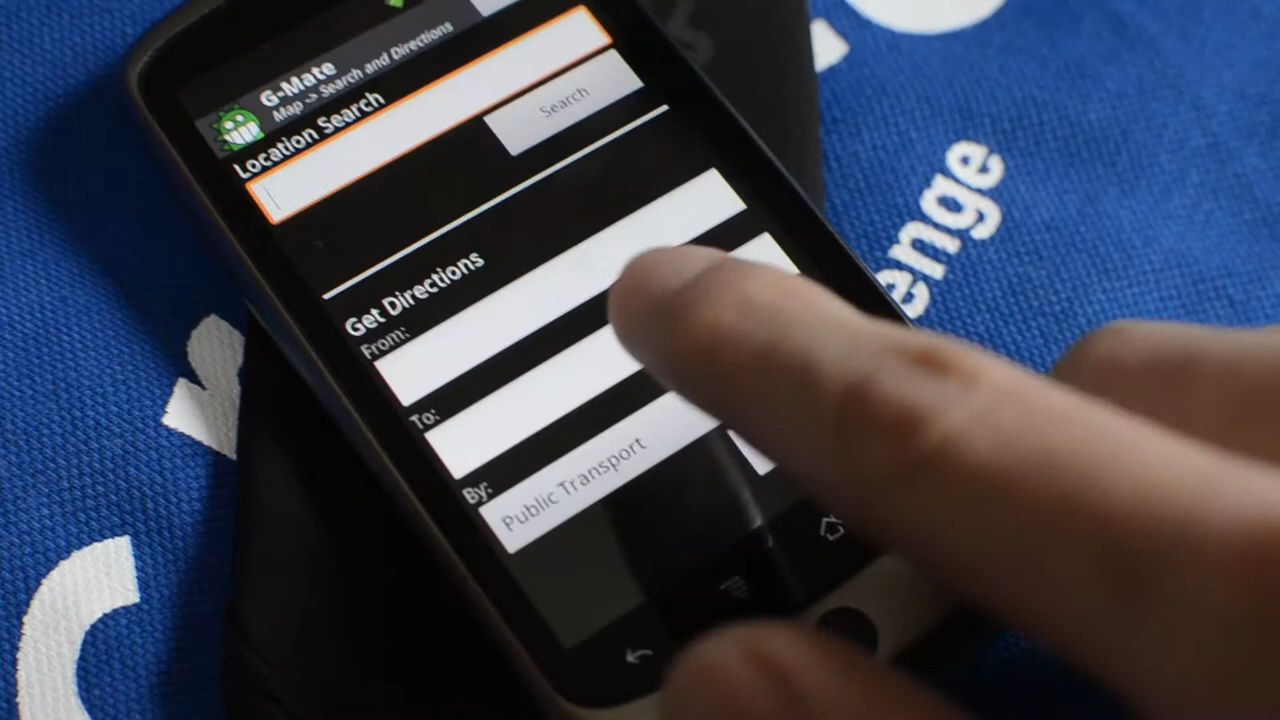 G-Mate
Map -> Search and Directions
Location Search
Search
Get Directions
From:
To:
By:
Public Transport
enge